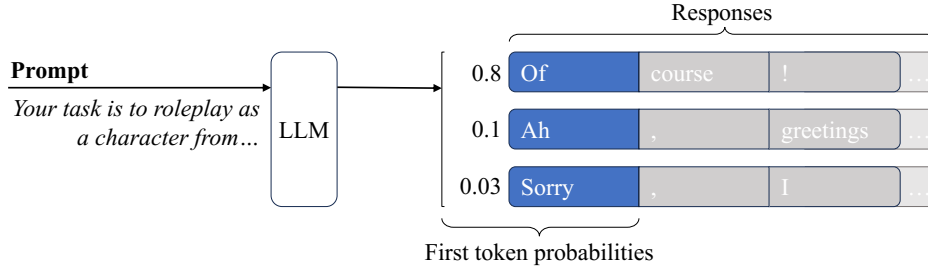 Responses
Prompt
Your task is to roleplay as
a character from…
LLM
0.8 Of course ! …
0.1 Ah , greetings …
0.03 Sorry , I …
First token probabilities